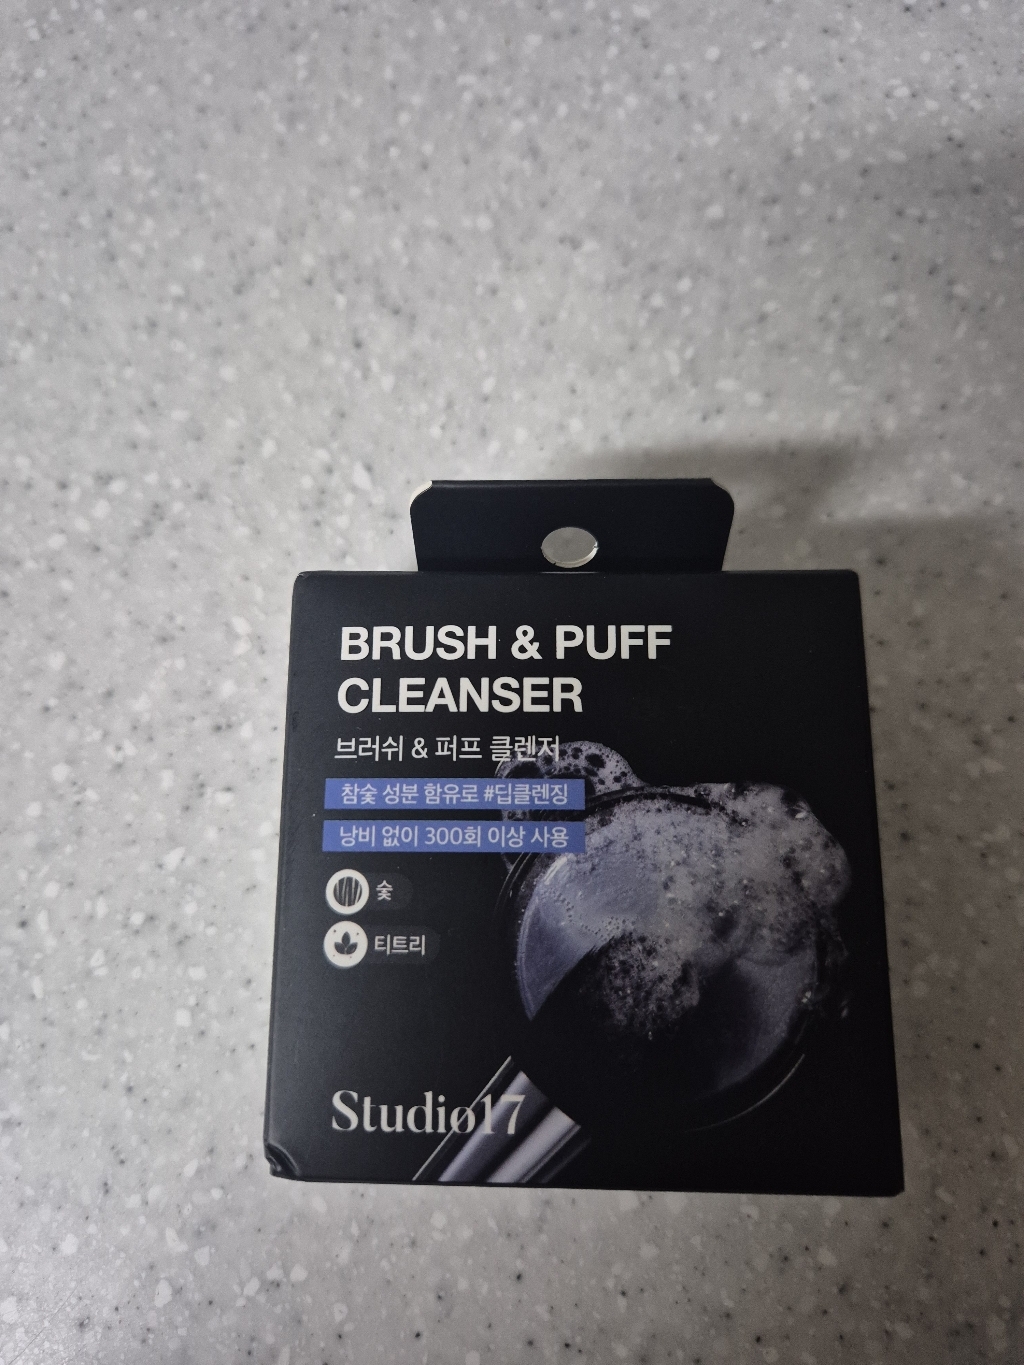 BRUSH & PUFF
CLEANSER
브러쉬 & 퍼프 클렌저
참숯 성분 함유로 #딥클렌징
낭비 없이 300회 이상 사용
숯
티트리
Studio17